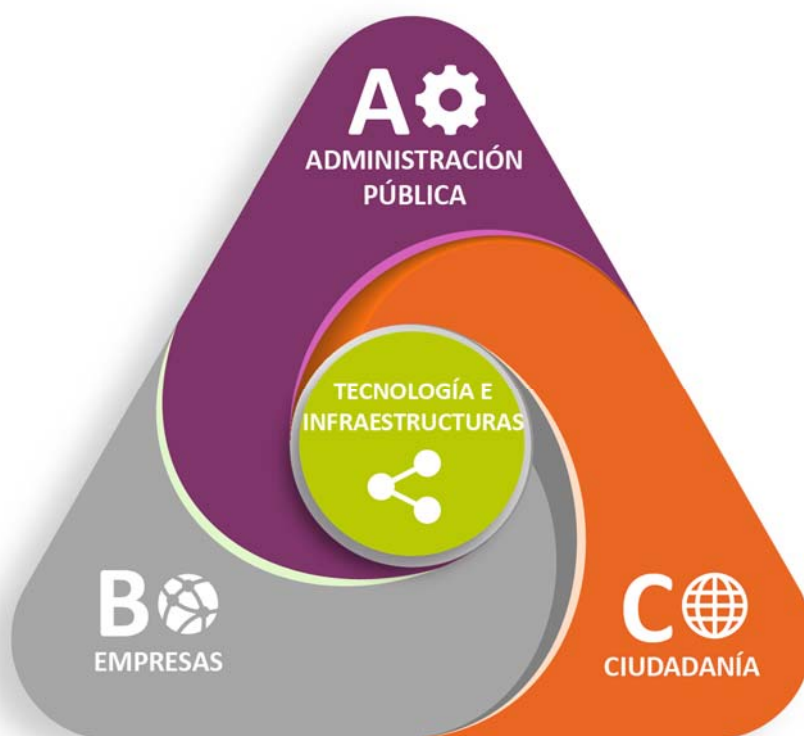 A
ADMINISTRACIÓN
PÚBLICA
TECNOLOGÍA E
INFRAESTRUCTURAS
B
EMPRESAS
C
CIUDADANÍA